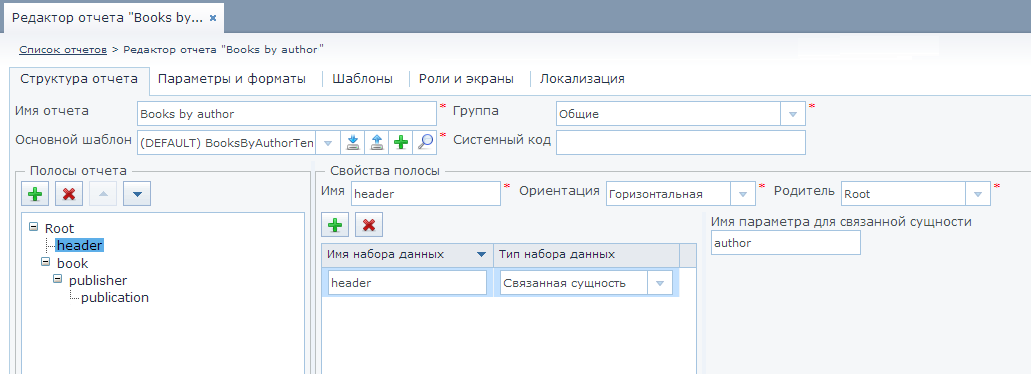 Редактор отчета "Books by... ×
Список отчетов > Редактор отчета "Books by author"
Структура отчета Параметры и форматы Шаблоны Роли и экраны Локализация
Имя отчета Books by author * Группа Общие *
Основной шаблон (DEFAULT) BooksByAuthorTen * Системный код
Полосы отчета
Свойства полосы
Имя header * Ориентация Горизонтальная * Родитель Root *
Root
header
book
publisher
publication
Имя набора данных Тип набора данных
header Связанная сущность
Имя параметра для связанной сущности
author